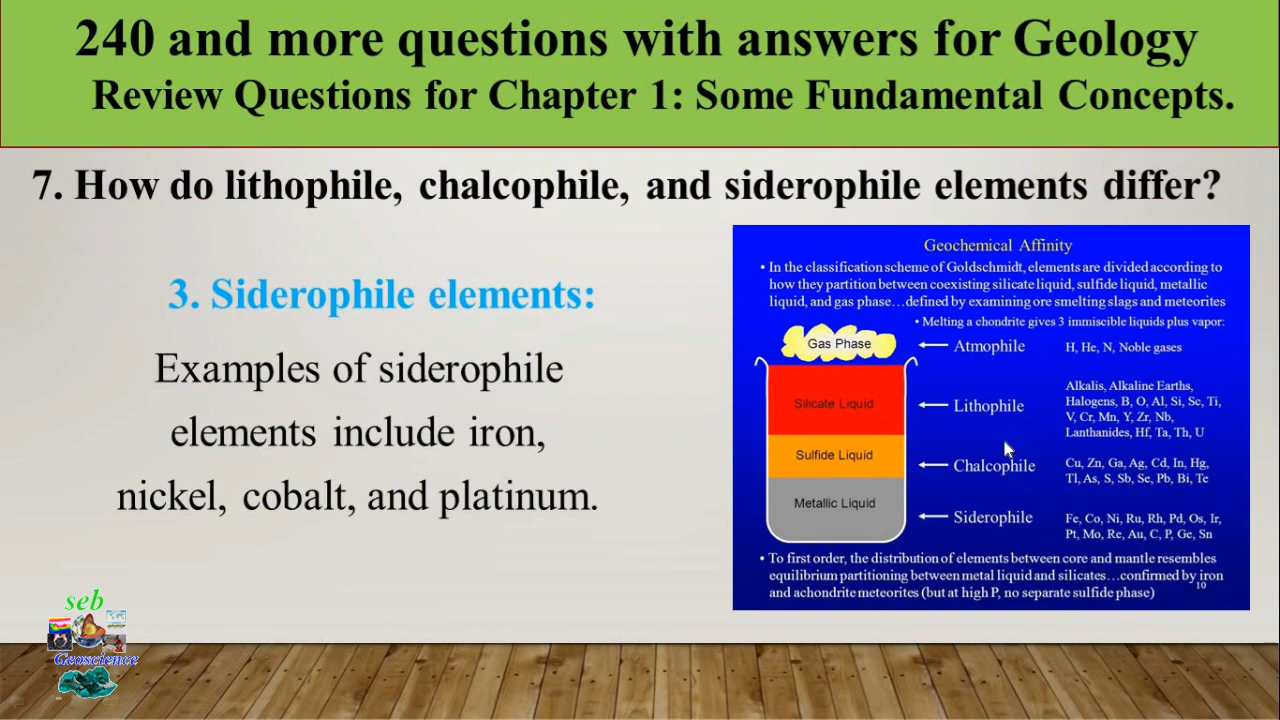 240 and more questions with answers for Geology
Review Questions for Chapter 1: Some Fundamental Concepts.
7. How do lithophile, chalcophile, and siderophile elements differ?
3. Siderophile elements:
Examples of siderophile
elements include iron,
nickel, cobalt, and platinum.
Geochemical Affinity
• In the classification scheme of Goldschmidt, elements are divided according to
how they partition between coexisting silicate liquid, sulfide liquid, metallic
liquid, and gas phase…defined by examining ore smelting slags and meteorites
• Melting a chondrite gives 3 immiscible liquids plus vapor:
Gas Phase
Atmophile
H, He, N, Noble gases
Silicate Liquid
Lithophile
Alkalis, Alkaline Earths,
Halogens, B, O, Al, Si, Sc, Ti,
V, Cr, Mn, Y, Zr, Nb,
Lanthanides, Hf, Ta, Th, U
Sulfide Liquid
Chalcophile
Cu, Zn, Ga, Ag, Cd, In, Hg,
Tl, As, S, Sb, Se, Pb, Bi, Te
Metallic Liquid
Siderophile
Fe, Co, Ni, Ru, Rh, Pd, Os, Ir,
Pt, Mo, Re, Au, C, P, Ge, Sn
• To first order, the distribution of elements between core and mantle resembles
equilibrium partitioning between metal liquid and silicates…confirmed by iron
and achondrite meteorites (but at high P, no separate sulfide phase)
10
seb
Geoscience